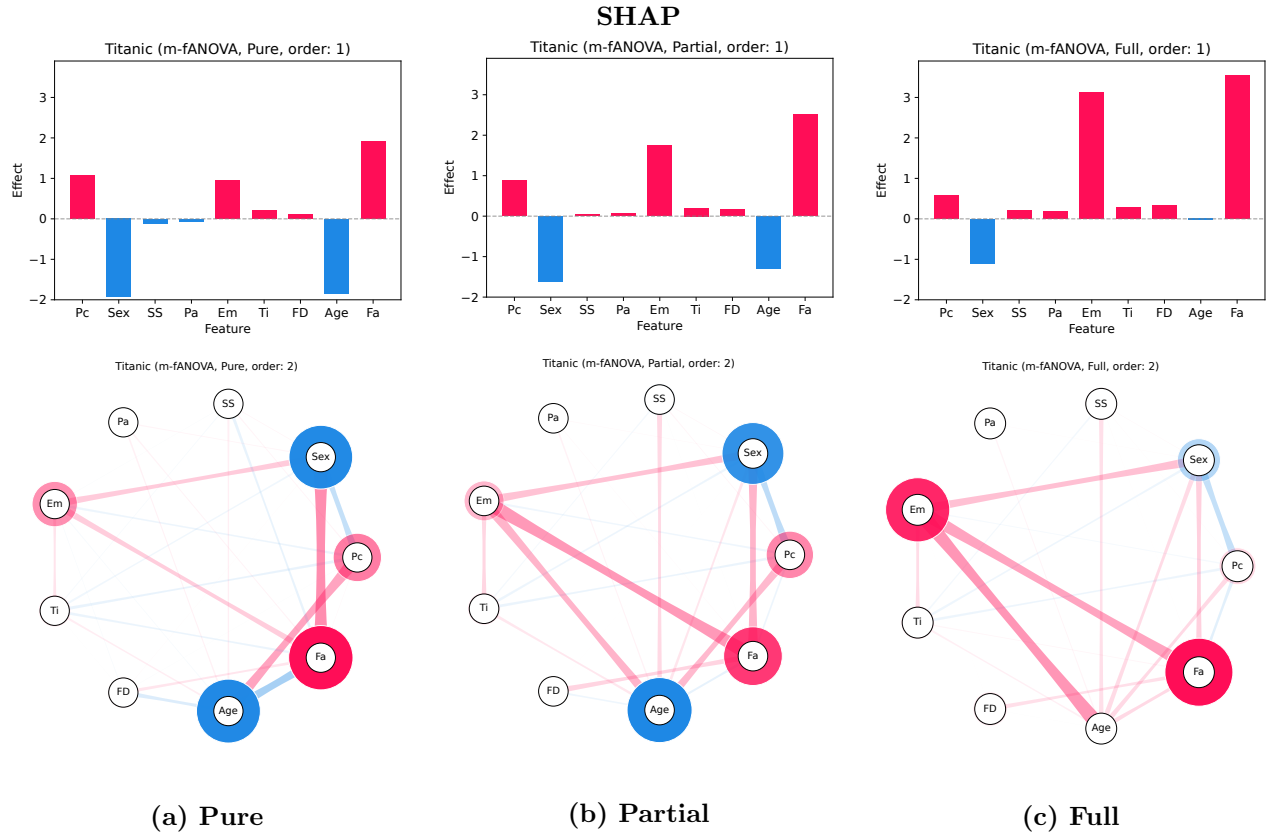 SHAP
Titanic (m-fANOVA, Pure, order: 1)
Effect
3
2
1
0
−1
−2
Pc Sex SS Pa Em Ti FD Age Fa
Feature
Titanic (m-fANOVA, Partial, order: 1)
Effect
3
2
1
0
−1
−2
Pc Sex SS Pa Em Ti FD Age Fa
Feature
Titanic (m-fANOVA, Full, order: 1)
Effect
3
2
1
0
−1
−2
Pc Sex SS Pa Em Ti FD Age Fa
Feature
Titanic (m-fANOVA, Pure, order: 2)
SS
Pa
Sex
Em
Pc
Ti
Fa
FD
Age
Titanic (m-fANOVA, Partial, order: 2)
SS
Pa
Sex
Em
Pc
Ti
Fa
FD
Age
Titanic (m-fANOVA, Full, order: 2)
SS
Pa
Sex
Em
Pc
Ti
Fa
FD
Age
(a) Pure
(b) Partial
(c) Full